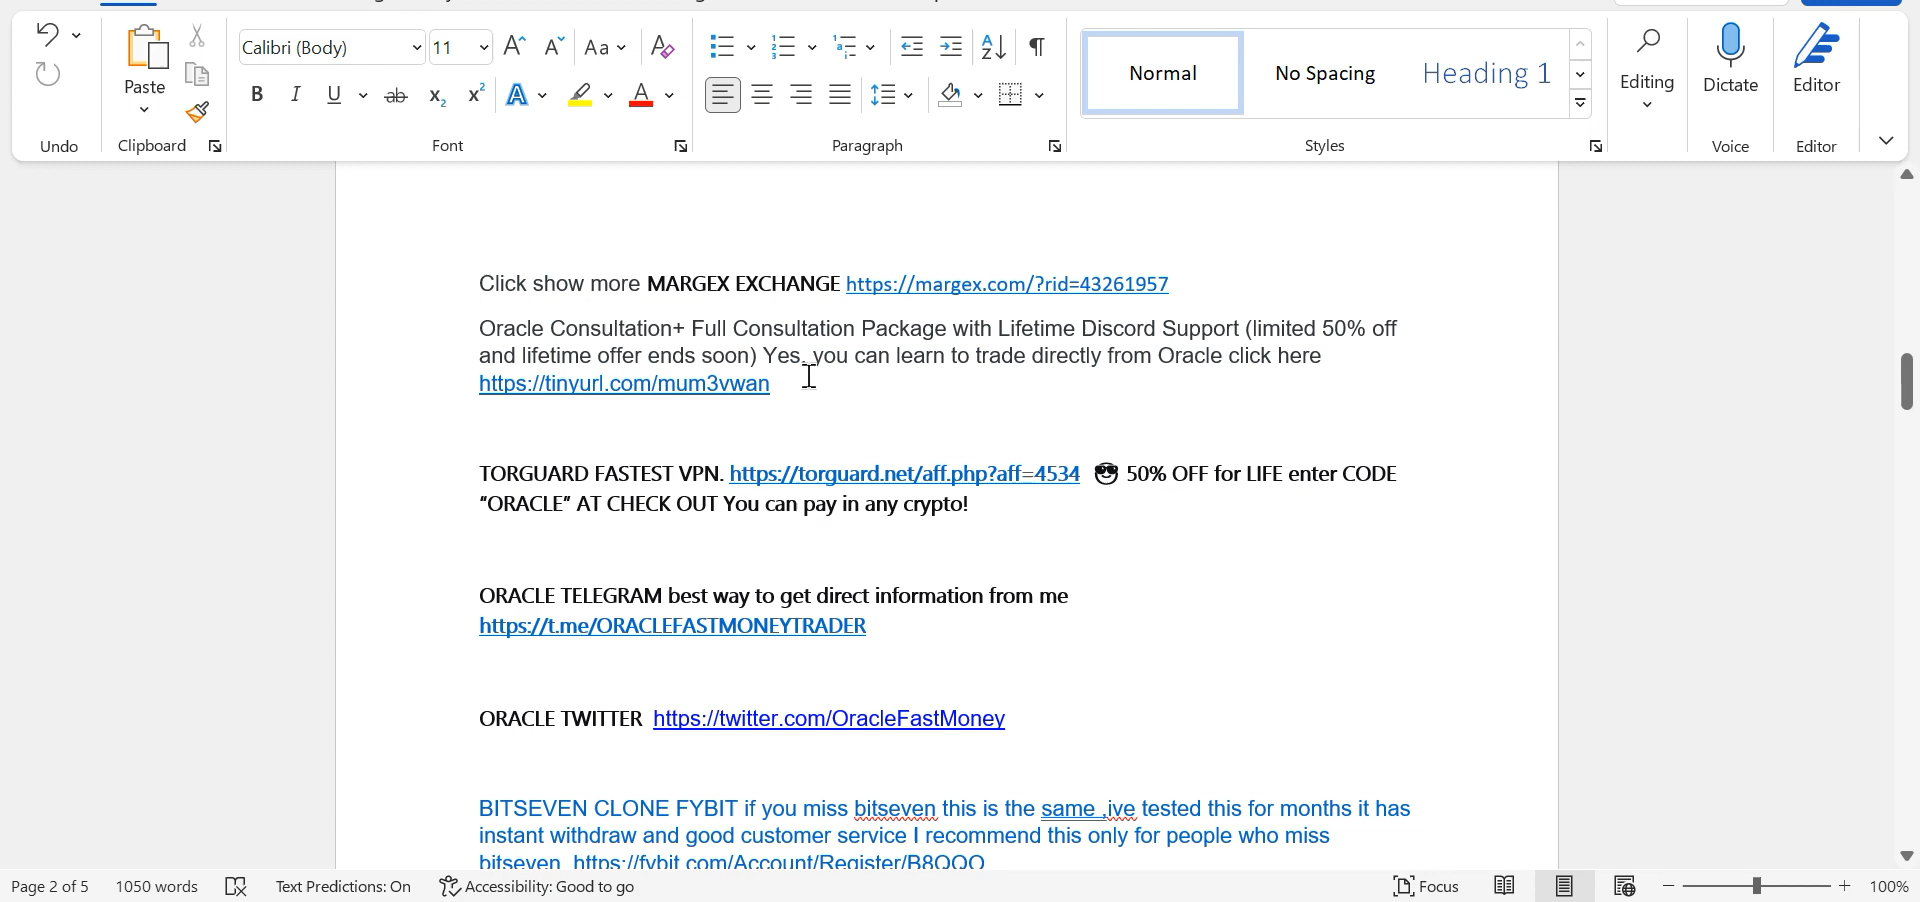 Calibri (Body)
11
Aa
Paste
Undo
Clipboard
Font
Paragraph
Normal
No Spacing
Heading 1
Styles
Editing
Dictate
Voice
Editor
Editor
Click show more MARGEX EXCHANGE https://margex.com/?rid=43261957
Oracle Consultation+ Full Consultation Package with Lifetime Discord Support (limited 50% off
and lifetime offer ends soon) Yes, you can learn to trade directly from Oracle click here
https://tinyurl.com/mum3vwan
TORGUARD FASTEST VPN. https://torguard.net/aff.php?aff=4534 😎 50% OFF for LIFE enter CODE
“ORACLE” AT CHECK OUT You can pay in any crypto!
ORACLE TELEGRAM best way to get direct information from me
https://t.me/ORACLEFASTMONEYTRADER
ORACLE TWITTER https://twitter.com/OracleFastMoney
BITSEVEN CLONE FYBIT if you miss bitseven this is the same ,ive tested this for months it has
instant withdraw and good customer service I recommend this only for people who miss
bitseven https://fybit.com/Account/Register/B8QQQ
Page 2 of 5
1050 words
Text Predictions: On
Accessibility: Good to go
Focus
100%